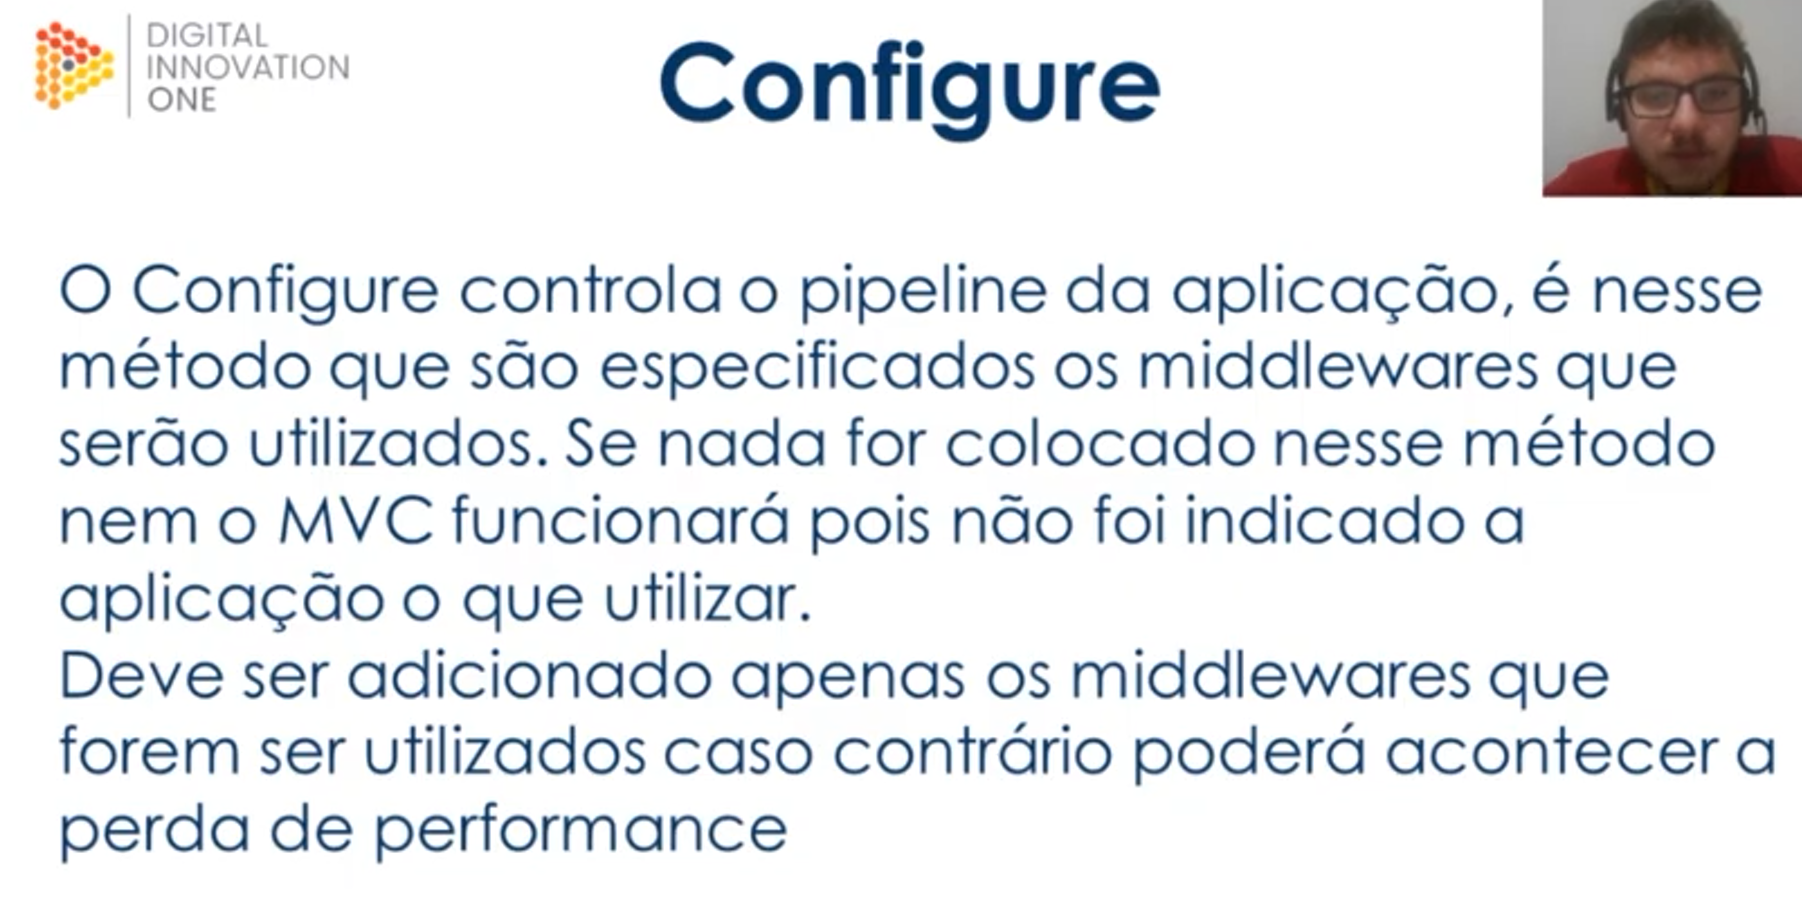 DIGITAL
INNOVATION
ONE
Configure
O Configure controla o pipeline da aplicação, é nesse
método que são especificados os middlewares que
serão utilizados. Se nada for colocado nesse método
nem o MVC funcionará pois não foi indicado a
aplicação o que utilizar.
Deve ser adicionado apenas os middlewares que
forem ser utilizados caso contrário poderá acontecer a
perda de performance